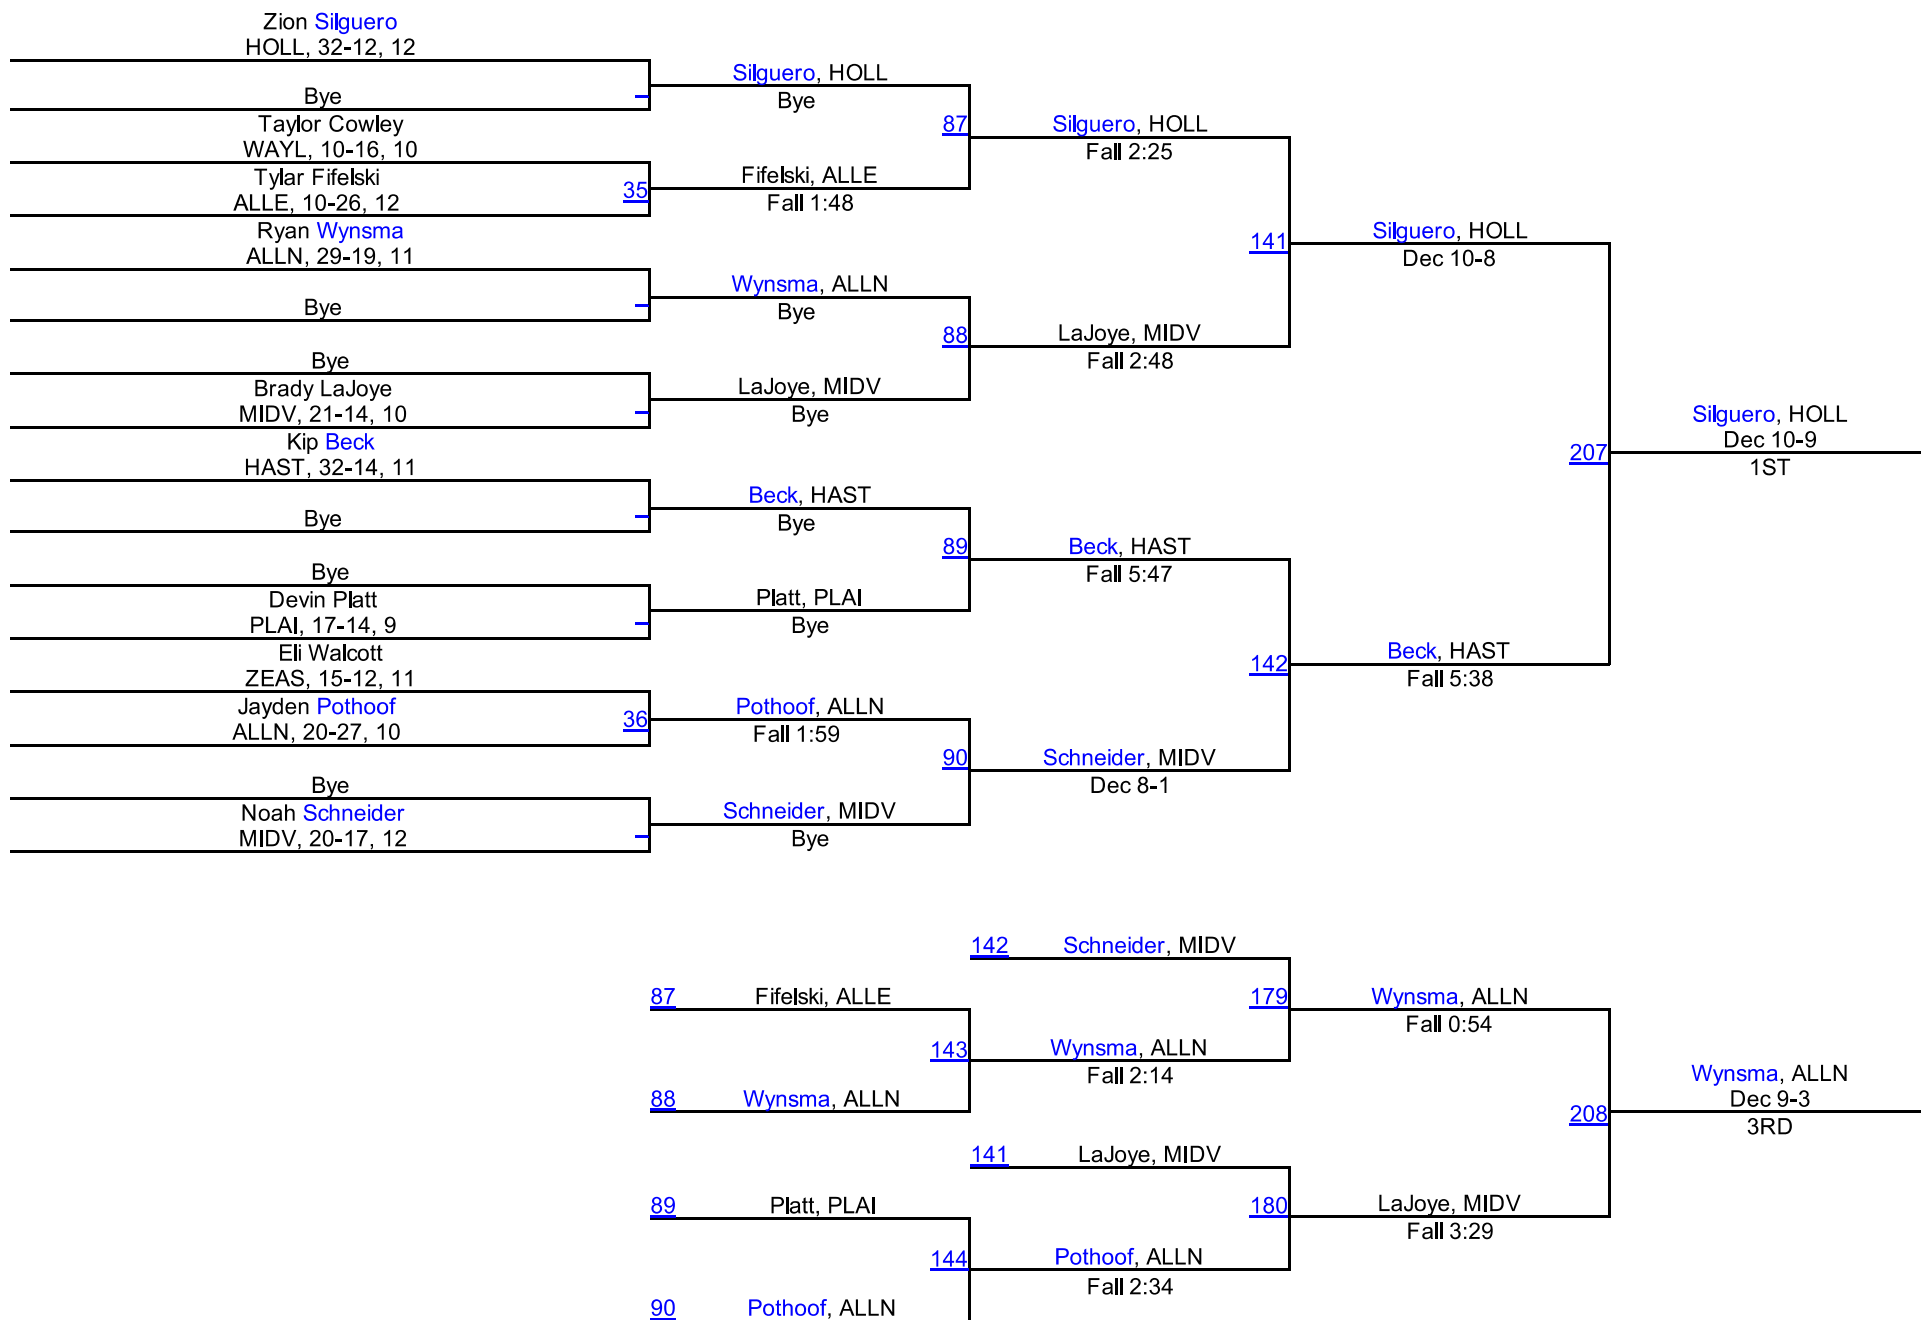 Zion Silguero
HOLL, 32-12, 12
Bye
Taylor Cowley
WAYL, 10-16, 10
Tylar Fifelski
ALLE, 10-26, 12
Ryan Wynsma
ALLN, 29-19, 11
Bye
Bye
Brady LaJoye
MIDV, 21-14, 10
Kip Beck
HAST, 32-14, 11
Bye
Bye
Devin Platt
PLAI, 17-14, 9
Eli Walcott
ZEAS, 15-12, 11
Jayden Pothoof
ALLN, 20-27, 10
Bye
Noah Schneider
MIDV, 20-17, 12
35
36
Silguero, HOLL
Bye
Fifelski, ALLE
Fall 1:48
Wynsma, ALLN
Bye
LaJoye, MIDV
Bye
Beck, HAST
Bye
Platt, PLAI
Bye
Pothoof, ALLN
Fall 1:59
Schneider, MIDV
Bye
87
88
89
90
Silguero, HOLL
Fall 2:25
LaJoye, MIDV
Fall 2:48
Beck, HAST
Fall 5:47
Schneider, MIDV
Dec 8-1
141
142
Silguero, HOLL
Dec 10-8
Beck, HAST
Fall 5:38
207
Silguero, HOLL
Dec 10-9
1ST
87 Fifelski, ALLE
88 Wynsma, ALLN
89 Platt, PLAI
90 Pothoof, ALLN
143
144
142 Schneider, MIDV
Wynsma, ALLN
Fall 2:14
141 LaJoye, MIDV
Pothoof, ALLN
Fall 2:34
179
180
Wynsma, ALLN
Fall 0:54
LaJoye, MIDV
Fall 3:29
208
Wynsma, ALLN
Dec 9-3
3RD